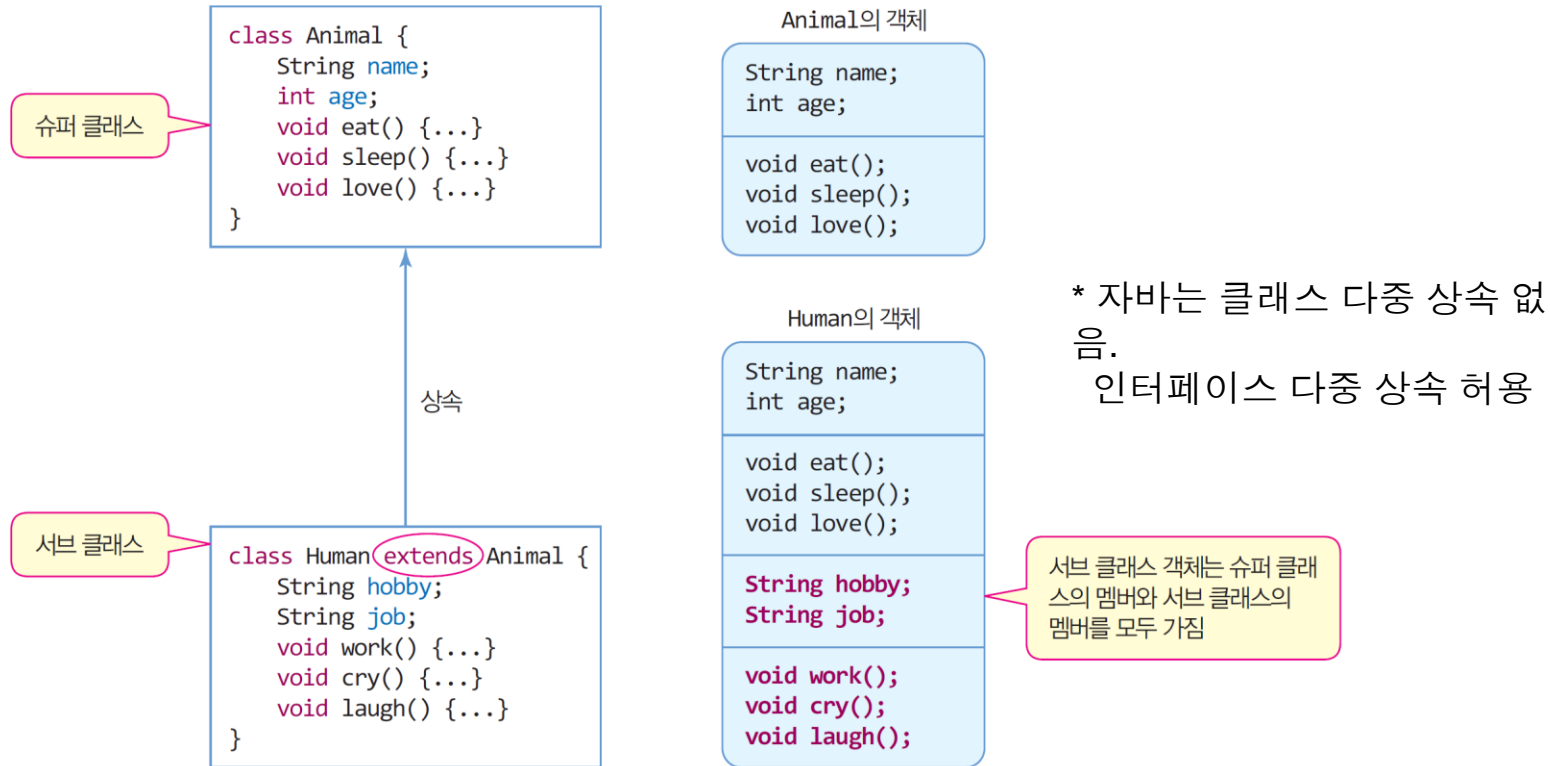 슈퍼 클래스
class Animal {
String name;
int age;
void eat() {...}
void sleep() {...}
void love() {...}
}
상속
서브 클래스
class Human extends Animal {
String hobby;
String job;
void work() {...}
void cry() {...}
void laugh() {...}
}
Animal의 객체
String name;
int age;
void eat();
void sleep();
void love();
Human의 객체
String name;
int age;
void eat();
void sleep();
void love();
String hobby;
String job;
void work();
void cry();
void laugh();
* 자바는 클래스 다중 상속 없
음.
인터페이스 다중 상속 허용
서브 클래스 객체는 슈퍼 클래
스의 멤버와 서브 클래스의
멤버를 모두 가짐